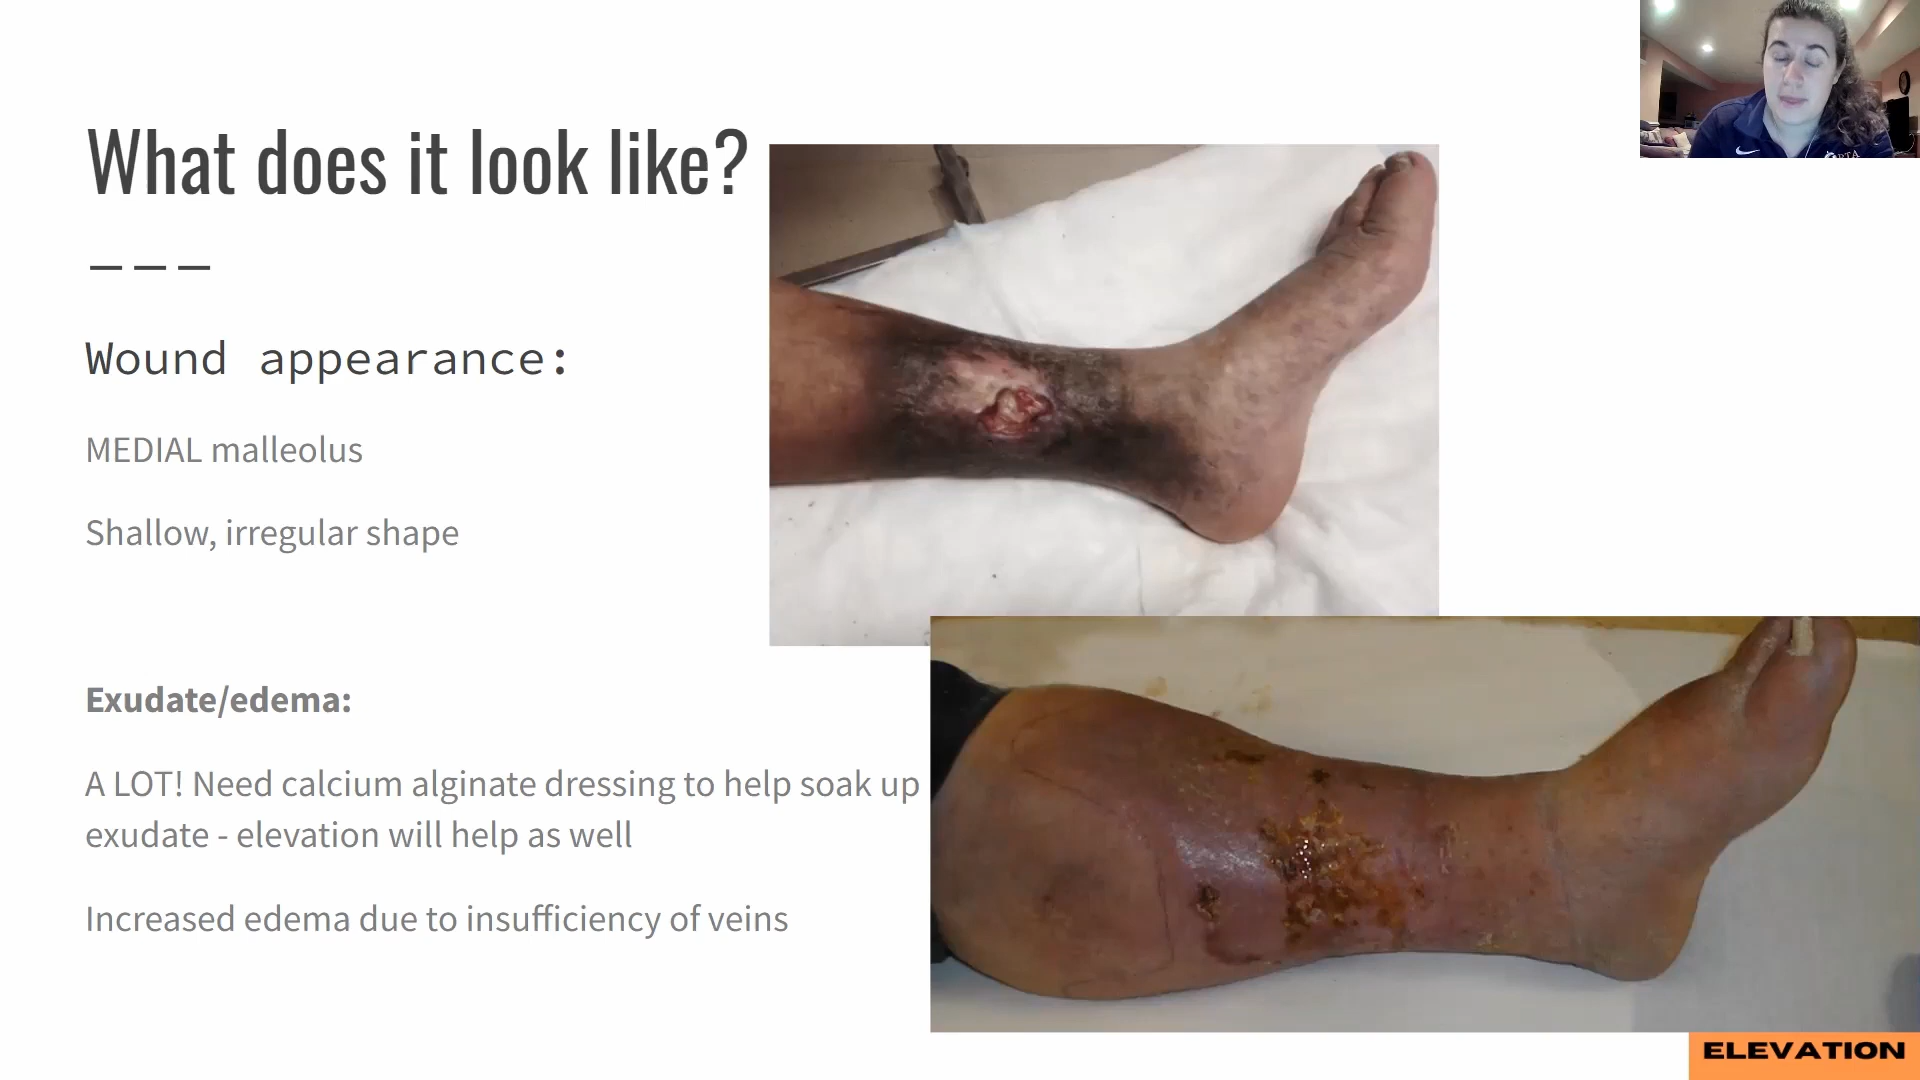 What does it look like?
Wound appearance:
MEDIAL malleolus
Shallow, irregular shape
Exudate/edema:
A LOT! Need calcium alginate dressing to help soak up
exudate - elevation will help as well
Increased edema due to insufficiency of veins
ELEVATION